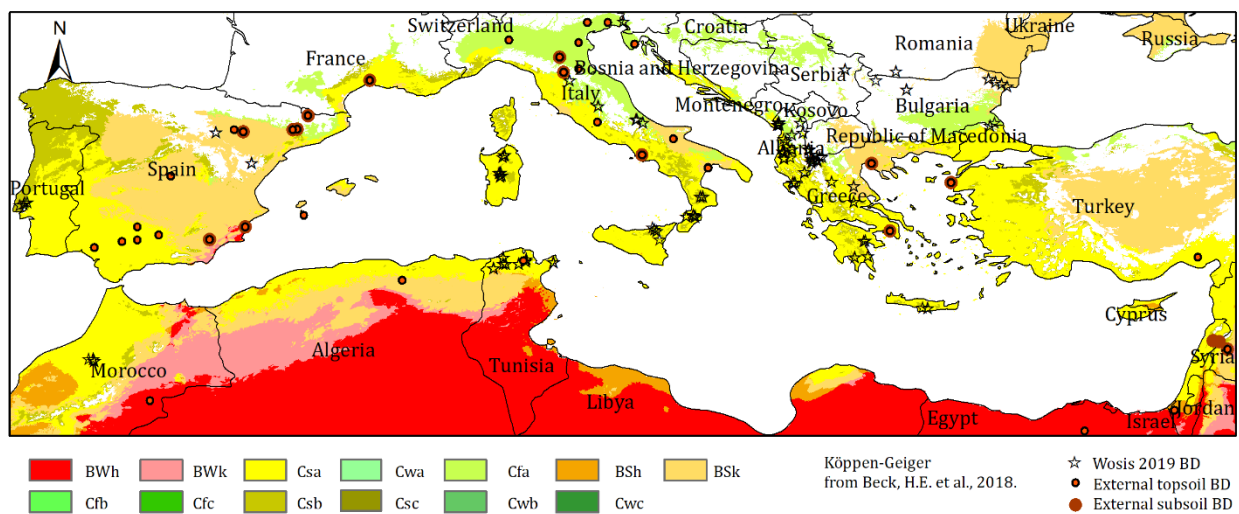 Switzerland
Croatia
Ukraine
N
Romania
Russia
France
Bosnia and Herzegovina
Serbia
Italy
Montenegro
Kosovo
Bulgaria
Republic of Macedonia
Albania
Spain
Portugal
Greece
Turkey
Cyprus
Syria
Morocco
Algeria
Tunisia
Libya
Egypt
Israel
Jordan
BWh BWk Csa Cwa Cfa BSh BSk
Cfb Cfc Csb Csc Cwb Cwc
Köppen-Geiger
from Beck, H.E. et al., 2018.
Wosis 2019 BD
External topsoil BD
External subsoil BD